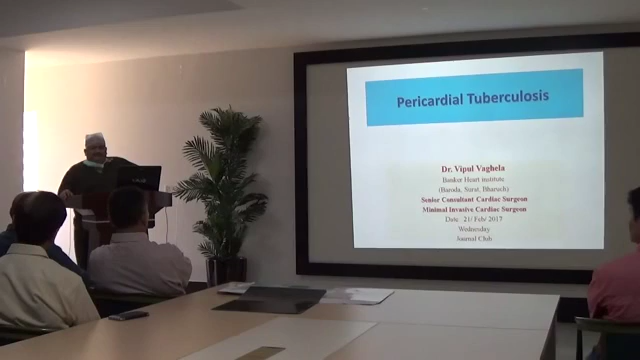 Pericardial Tuberculosis
Dr. Vipul Vaghela
Banker Heart institute
(Baroda, Surat, Bharuch)
Senior Consultant Cardiac Surgeon
Minimal Invasive Cardiac Surgeon
Date: 21/ Feb/ 2017
Wednesday
Journal Club